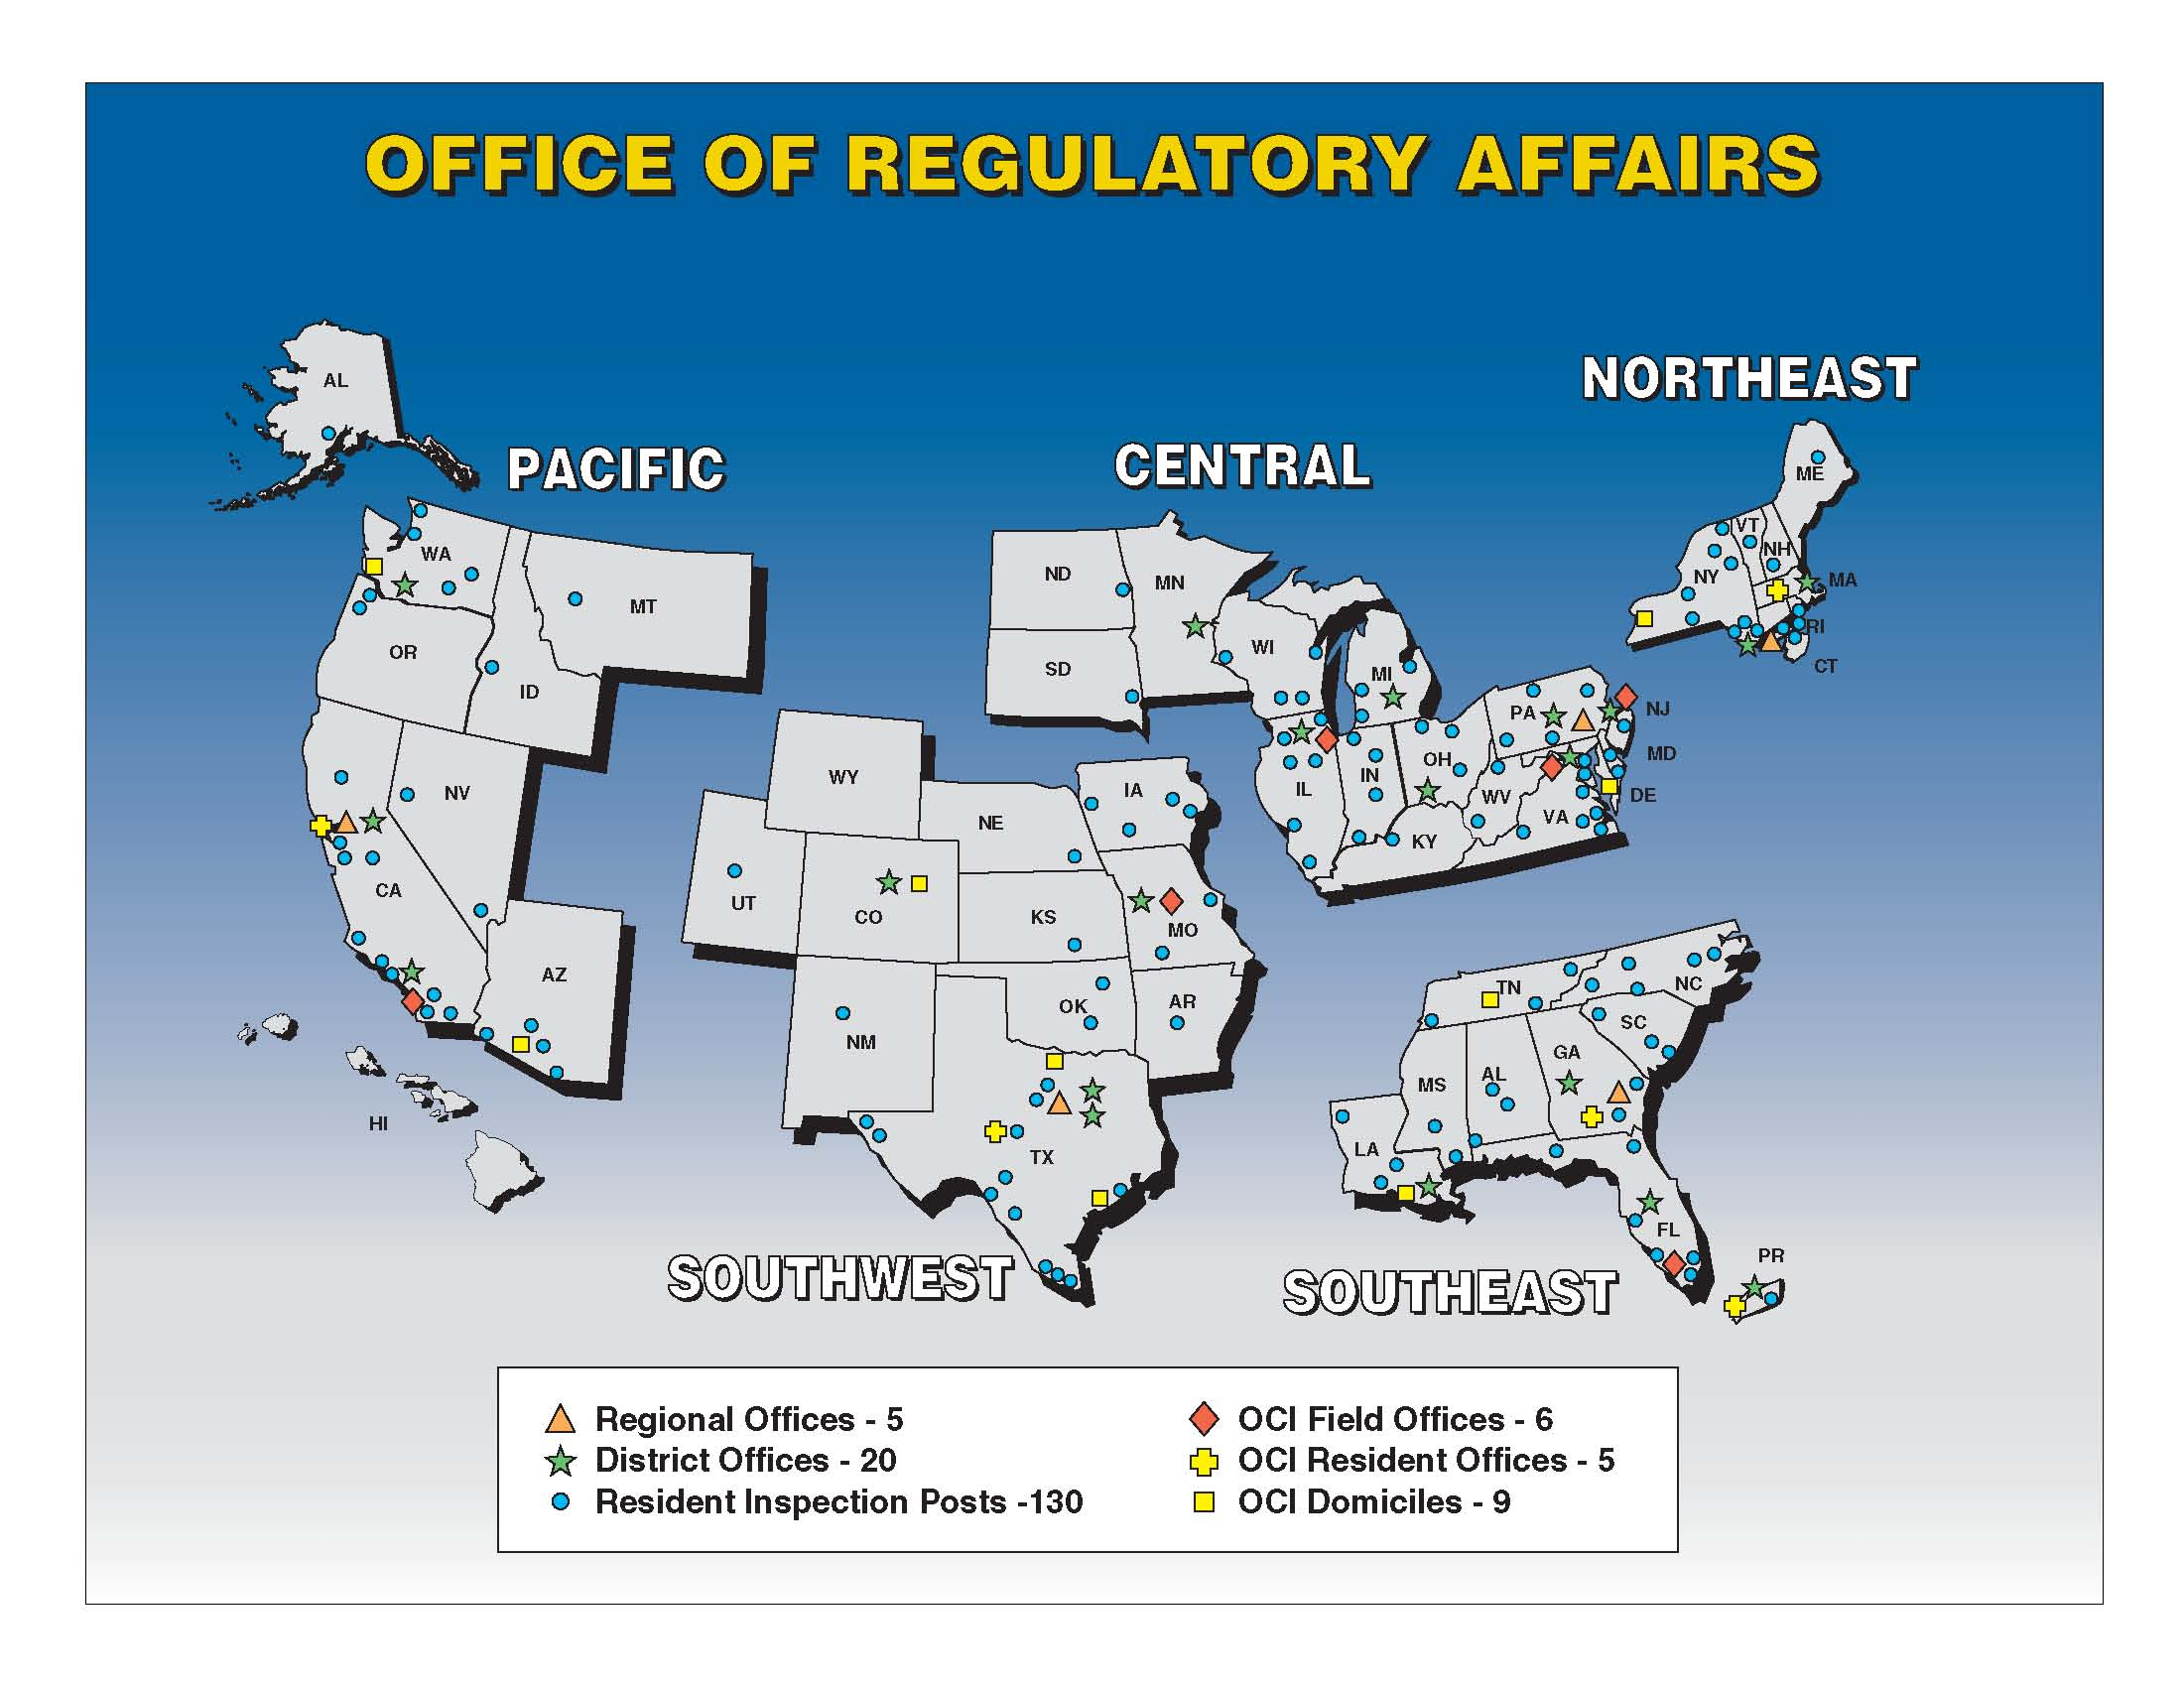 OFFICE OF REGULATORY AFFAIRS
NORTHEAST
PACIFIC
CENTRAL
AL
ME
WA
VT
NH
ND
MN
NY
MA
MT
OR
WI
RI
SD
MI
CT
ID
PA
NJ
MD
OH
WY
IN
NV
IL
IA
WV
DE
NE
VA
KY
CA
UT
CO
KS
MO
AZ
TN
NC
OK
AR
SC
NM
GA
MS
AL
HI
TX
LA
FL
PR
SOUTHWEST
SOUTHEAST
Regional Offices - 5
District Offices - 20
Resident Inspection Posts -130
OCI Field Offices - 6
OCI Resident Offices - 5
OCI Domiciles - 9